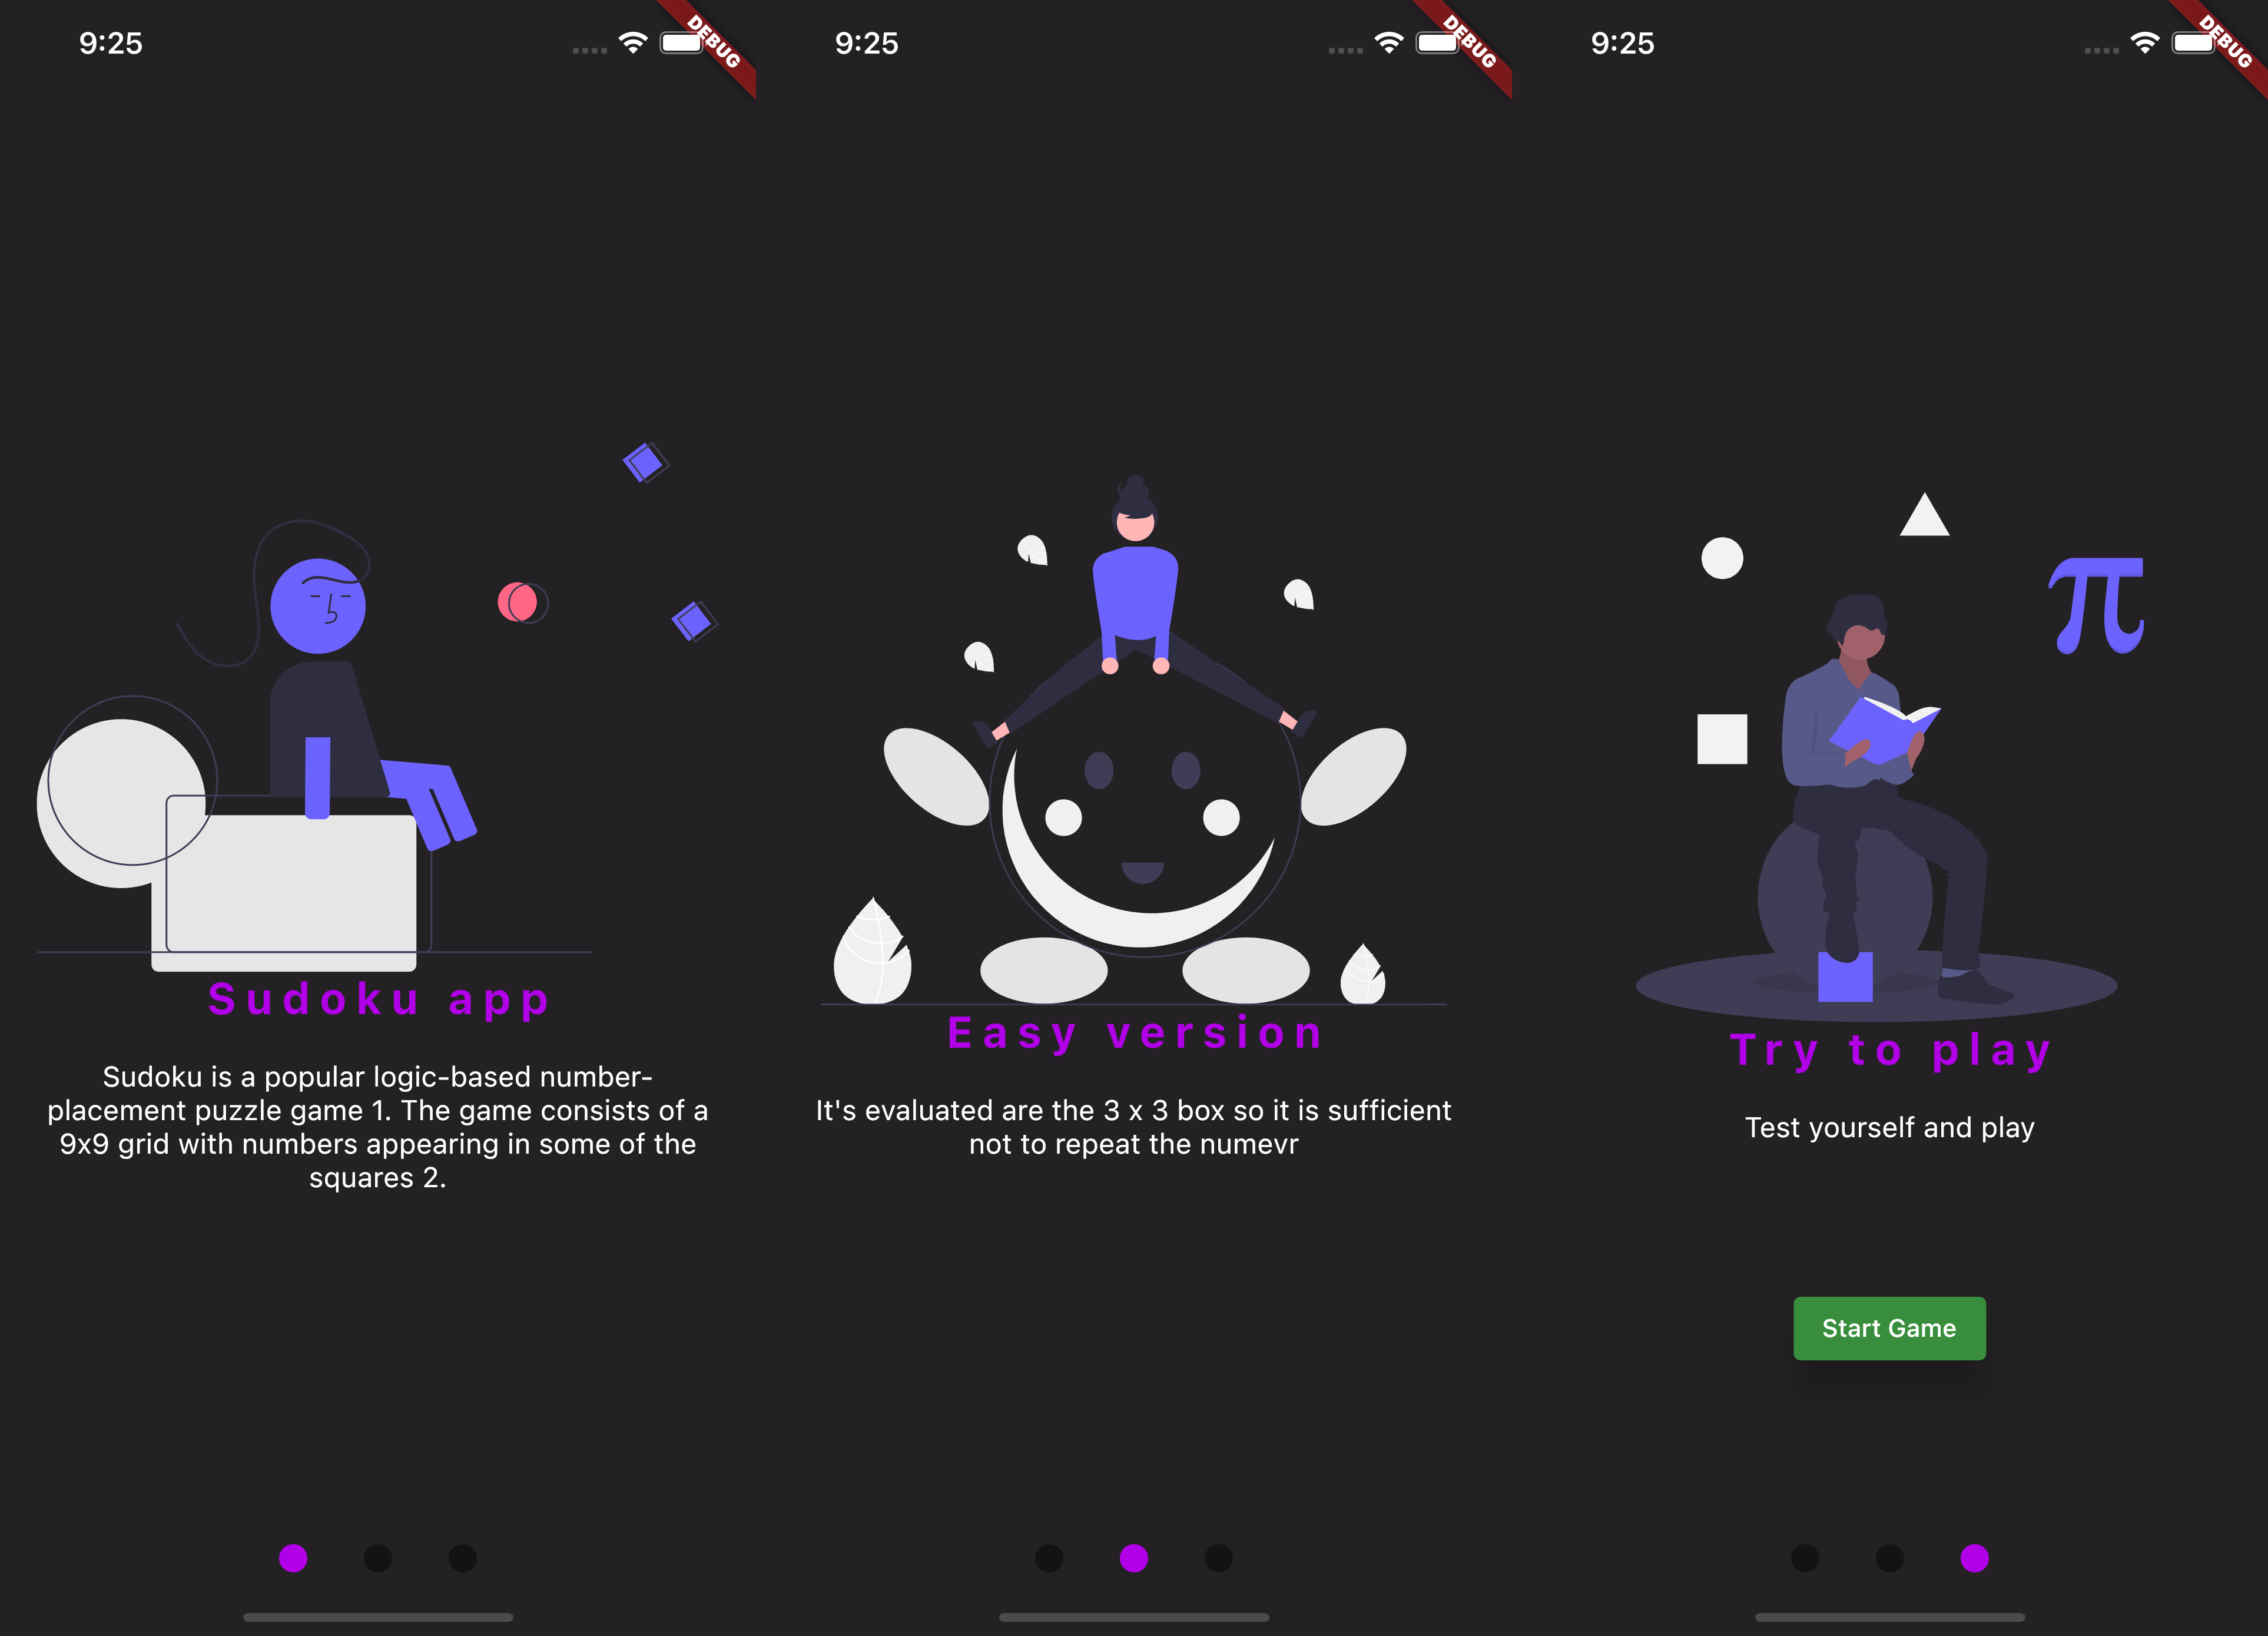 9:25
DEBUG
Sudoku app
Sudoku is a popular logic-based number-
placement puzzle game 1. The game consists of a
9x9 grid with numbers appearing in some of the
squares 2.
9:25
DEBUG
Easy version
It's evaluated are the 3 x 3 box so it is sufficient
not to repeat the numevr
9:25
DEBUG
π
Try to play
Test yourself and play
Start Game